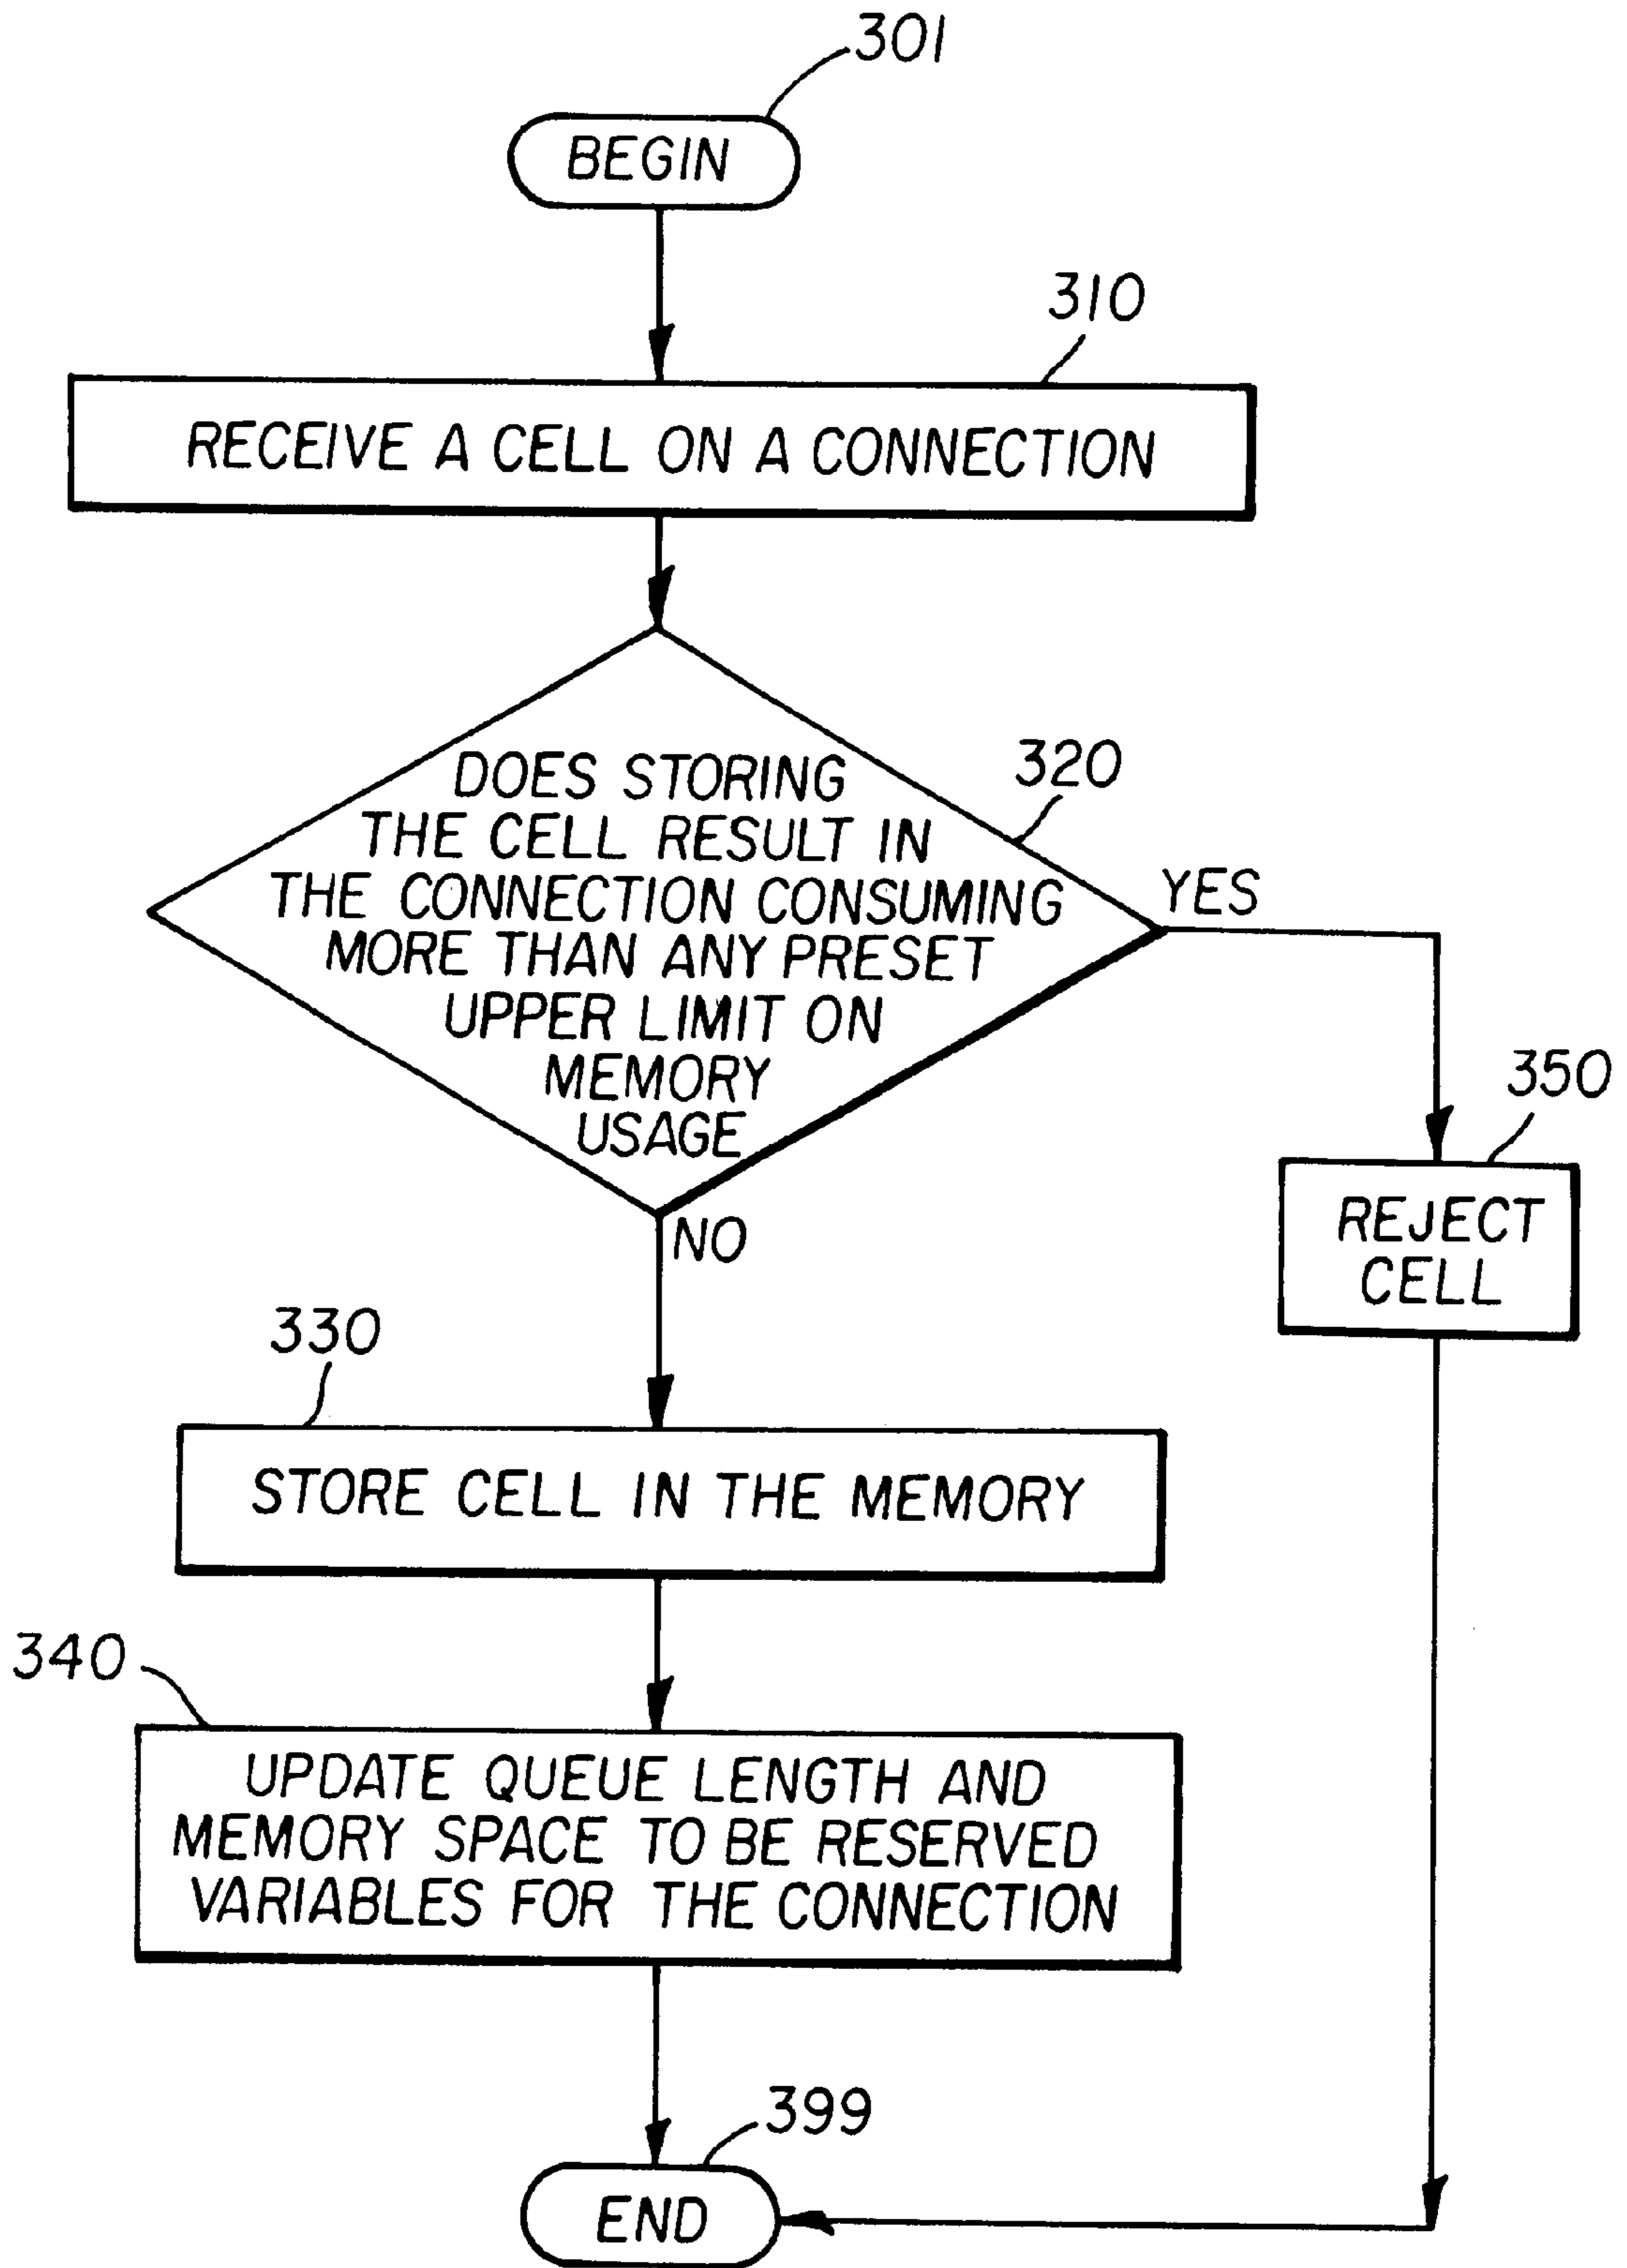 301
BEGIN
310
RECEIVE A CELL ON A CONNECTION
320
DOES STORING
THE CELL RESULT IN
THE CONNECTION CONSUMING
MORE THAN ANY PRESET
UPPER LIMIT ON
MEMORY
USAGE
YES
NO
350
REJECT
CELL
330
STORE CELL IN THE MEMORY
340
UPDATE QUEUE LENGTH AND
MEMORY SPACE TO BE RESERVED
VARIABLES FOR THE CONNECTION
399
END